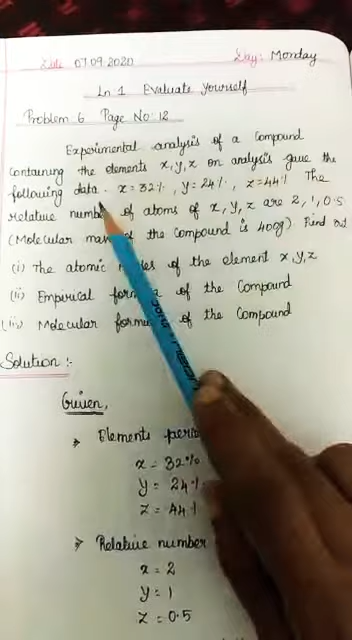 Date 07.09.2020 Day: Monday
Ln 1 Evaluate yourself
Problem 6 Page No: 12
Experimental analysis of a compound
containing the elements x, y, z on analysis gave the
following data. x = 32%, y = 24%, z = 44%. The
relative number of atoms of x, y, z are 2, 1, 0.5
(Molecular mass of the compound is 400g) Find out
(i) The atomic of the element x, y, z
(ii) Empirical of the compound
(iii) Molecular of the compound
Solution :-
Given,
Elements
x = 32%
y = 24%
z = 44%
Relative number
x = 2
y = 1
z = 0.5